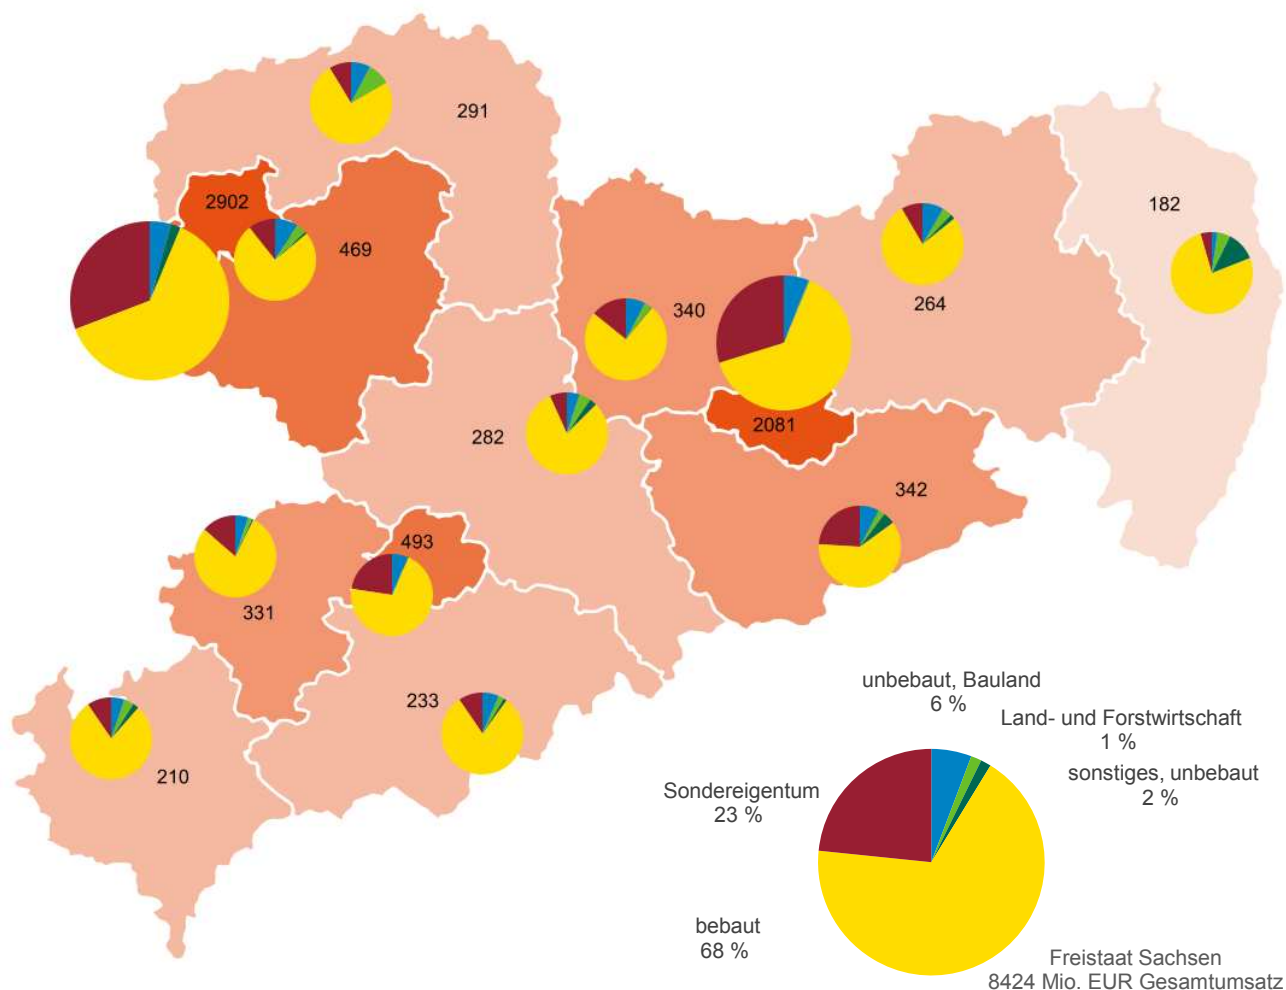 291
2902
469
182
264
340
282
2081
342
493
331
233
210
unbebaut, Bauland
6 %
Land- und Forstwirtschaft
1 %
sonstiges, unbebaut
2 %
Sondereigentum
23 %
bebaut
68 %
Freistaat Sachsen
8424 Mio. EUR Gesamtumsatz